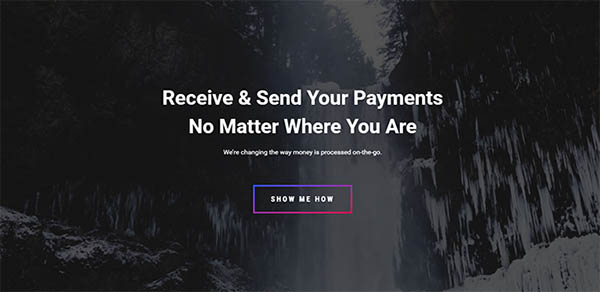 Receive & Send Your Payments
No Matter Where You Are
We're changing the way money is processed on-the-go.
SHOW ME HOW